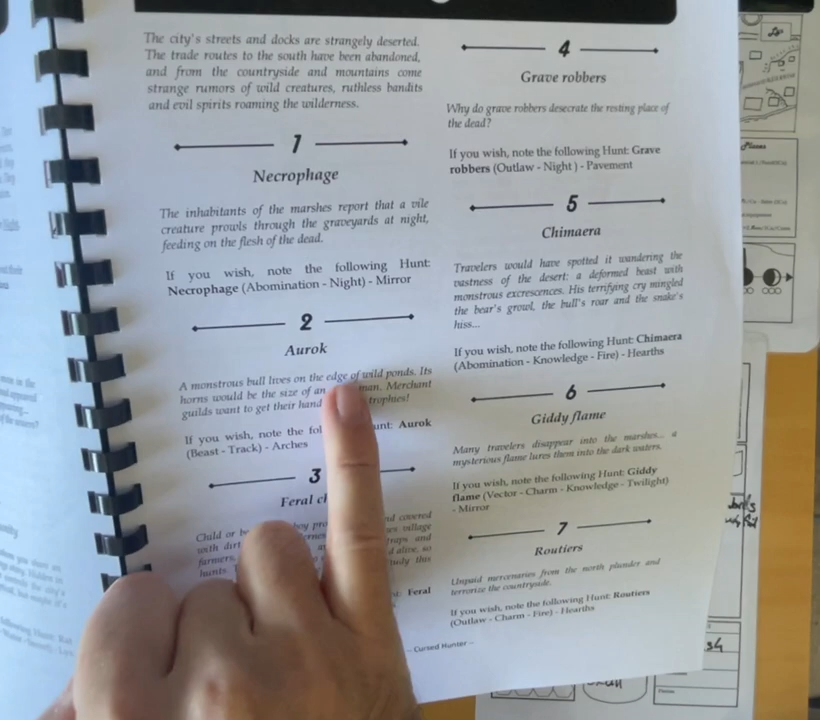 The city's streets and docks are strangely deserted.
The trade routes to the south have been abandoned,
and from the countryside and mountains come
strange rumors of wild creatures, ruthless bandits
and evil spirits roaming the wilderness.
1
Necrophage
The inhabitants of the marshes report that a vile
creature prowls through the graveyards at night,
feeding on the flesh of the dead.
If you wish, note the following Hunt:
Necrophage (Abomination - Night) - Mirror
2
Aurok
A monstrous bull lives on the edge of wild ponds. Its
horns would be the size of an man. Merchant
guilds want to get their hand trophies!
If you wish, note the fol unt: Aurok
(Beast - Track) - Arches
3
Feral ch
Child or be boy pro nd covered
with dirt village
farmers, raps and
hunts d alive, so
Feral
4
Grave robbers
Why do grave robbers desecrate the resting place of
the dead?
If you wish, note the following Hunt: Grave
robbers (Outlaw - Night ) - Pavement
5
Chimaera
Travelers would have spotted it wandering the
vastness of the desert: a deformed beast with
monstrous excrescences. His terrifying cry mingled
the bear's growl, the bull's roar and the snake's
hiss...
If you wish, note the following Hunt: Chimaera
(Abomination - Knowledge - Fire) - Hearths
6
Giddy flame
Many travelers disappear into the marshes... a
mysterious flame lures them into the dark waters.
If you wish, note the following Hunt: Giddy
flame (Vector - Charm - Knowledge - Twilight)
- Mirror
7
Routiers
Unpaid mercenaries from the north plunder and
terrorize the countryside.
If you wish, note the following Hunt: Routiers
(Outlaw - Charm - Fire) - Hearths
-- Cursed Hunter --
Places